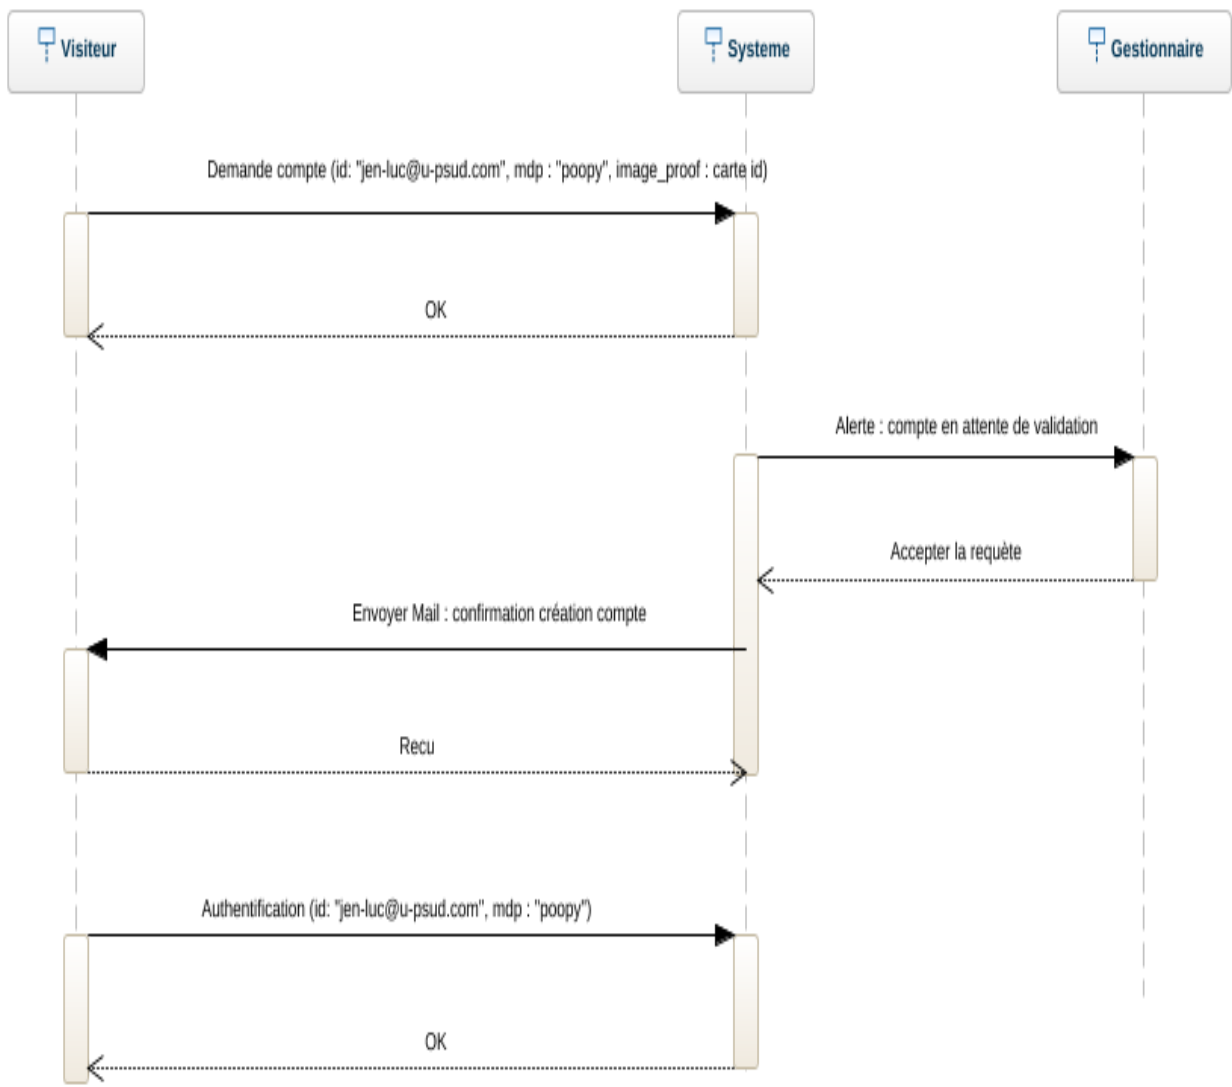 Visiteur
Systeme
Gestionnaire
Demande compte (id: "jen-luc@u-psud.com", mdp : "poopy", image_proof : carte id)
OK
Alerte : compte en attente de validation
Accepter la requète
Envoyer Mail : confirmation création compte
Recu
Authentification (id: "jen-luc@u-psud.com", mdp : "poopy")
OK